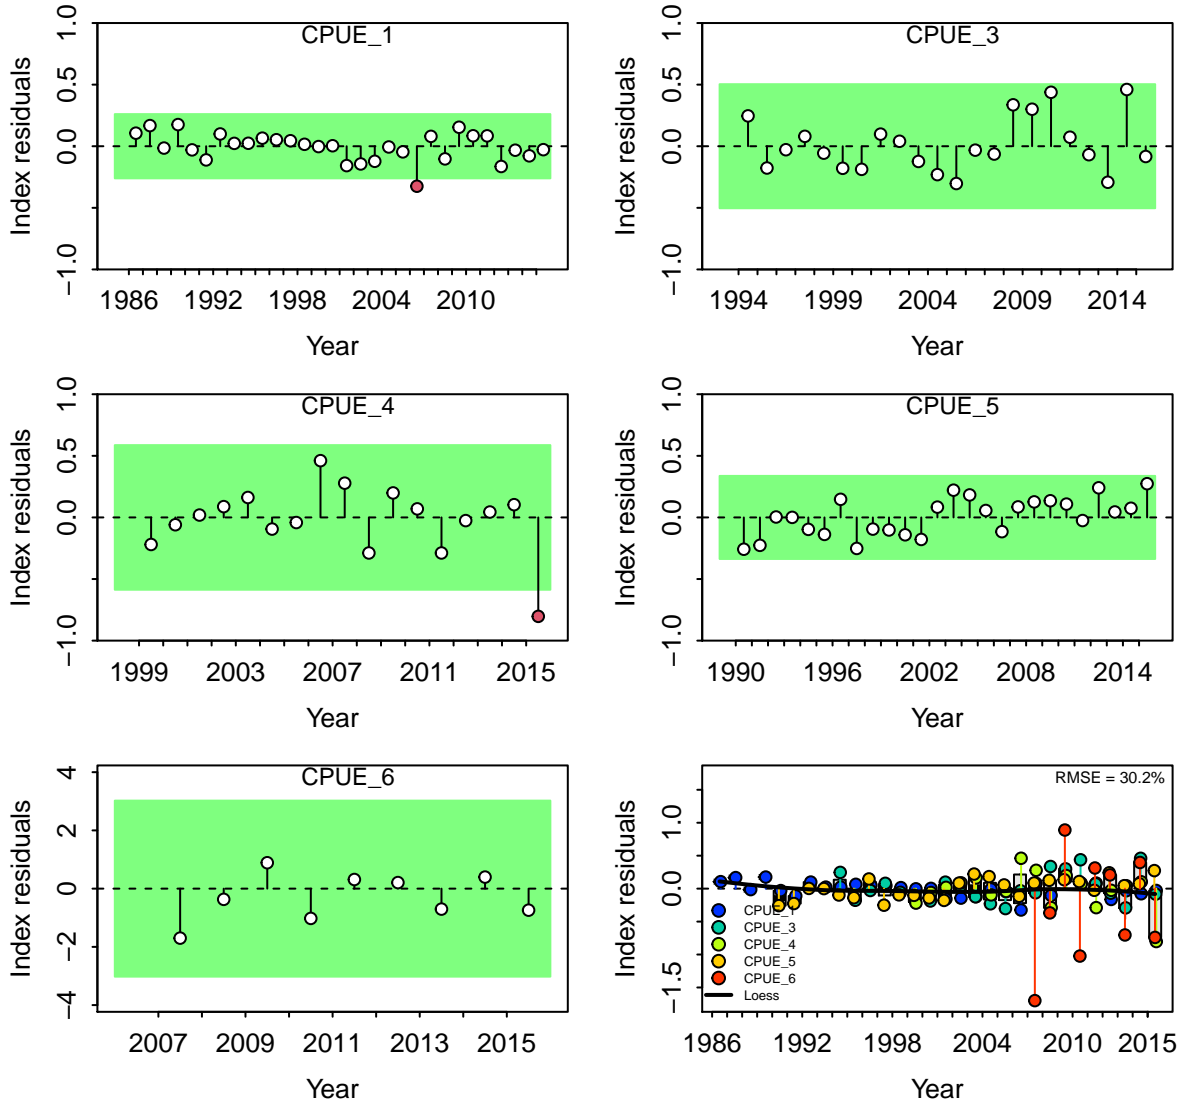 CPUE_1
Index residuals
1.0
0.5
0.0
−1.0
1986 1992 1998 2004 2010
Year
CPUE_3
Index residuals
1.0
0.5
0.0
−1.0
1994 1999 2004 2009 2014
Year
CPUE_4
Index residuals
1.0
0.5
0.0
−1.0
1999 2003 2007 2011 2015
Year
CPUE_5
Index residuals
1.0
0.5
0.0
−1.0
1990 1996 2002 2008 2014
Year
CPUE_6
Index residuals
4
2
0
−2
−4
2007 2009 2011 2013 2015
Year
RMSE = 30.2%
Index residuals
1.0
0.0
−1.5
CPUE_1
CPUE_3
CPUE_4
CPUE_5
CPUE_6
Loess
1986 1992 1998 2004 2010 2015
Year